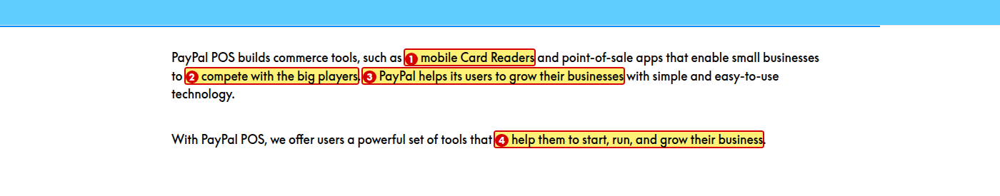 PayPal POS builds commerce tools, such as 1 mobile Card Readers and point-of-sale apps that enable small businesses
to 2 compete with the big players. 3 PayPal helps its users to grow their businesses with simple and easy-to-use
technology.
With PayPal POS, we offer users a powerful set of tools that 4 help them to start, run, and grow their business.